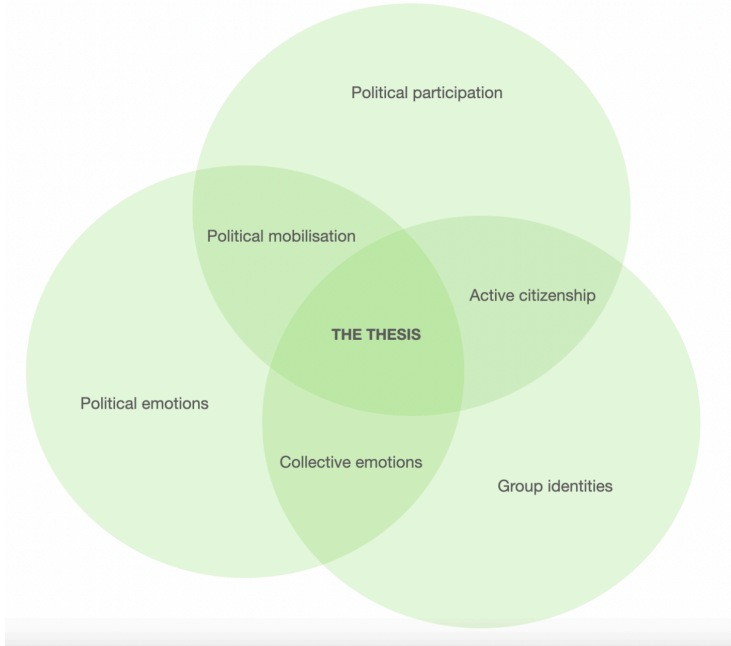 Political participation
Political mobilisation
Active citizenship
THE THESIS
Political emotions
Collective emotions
Group identities